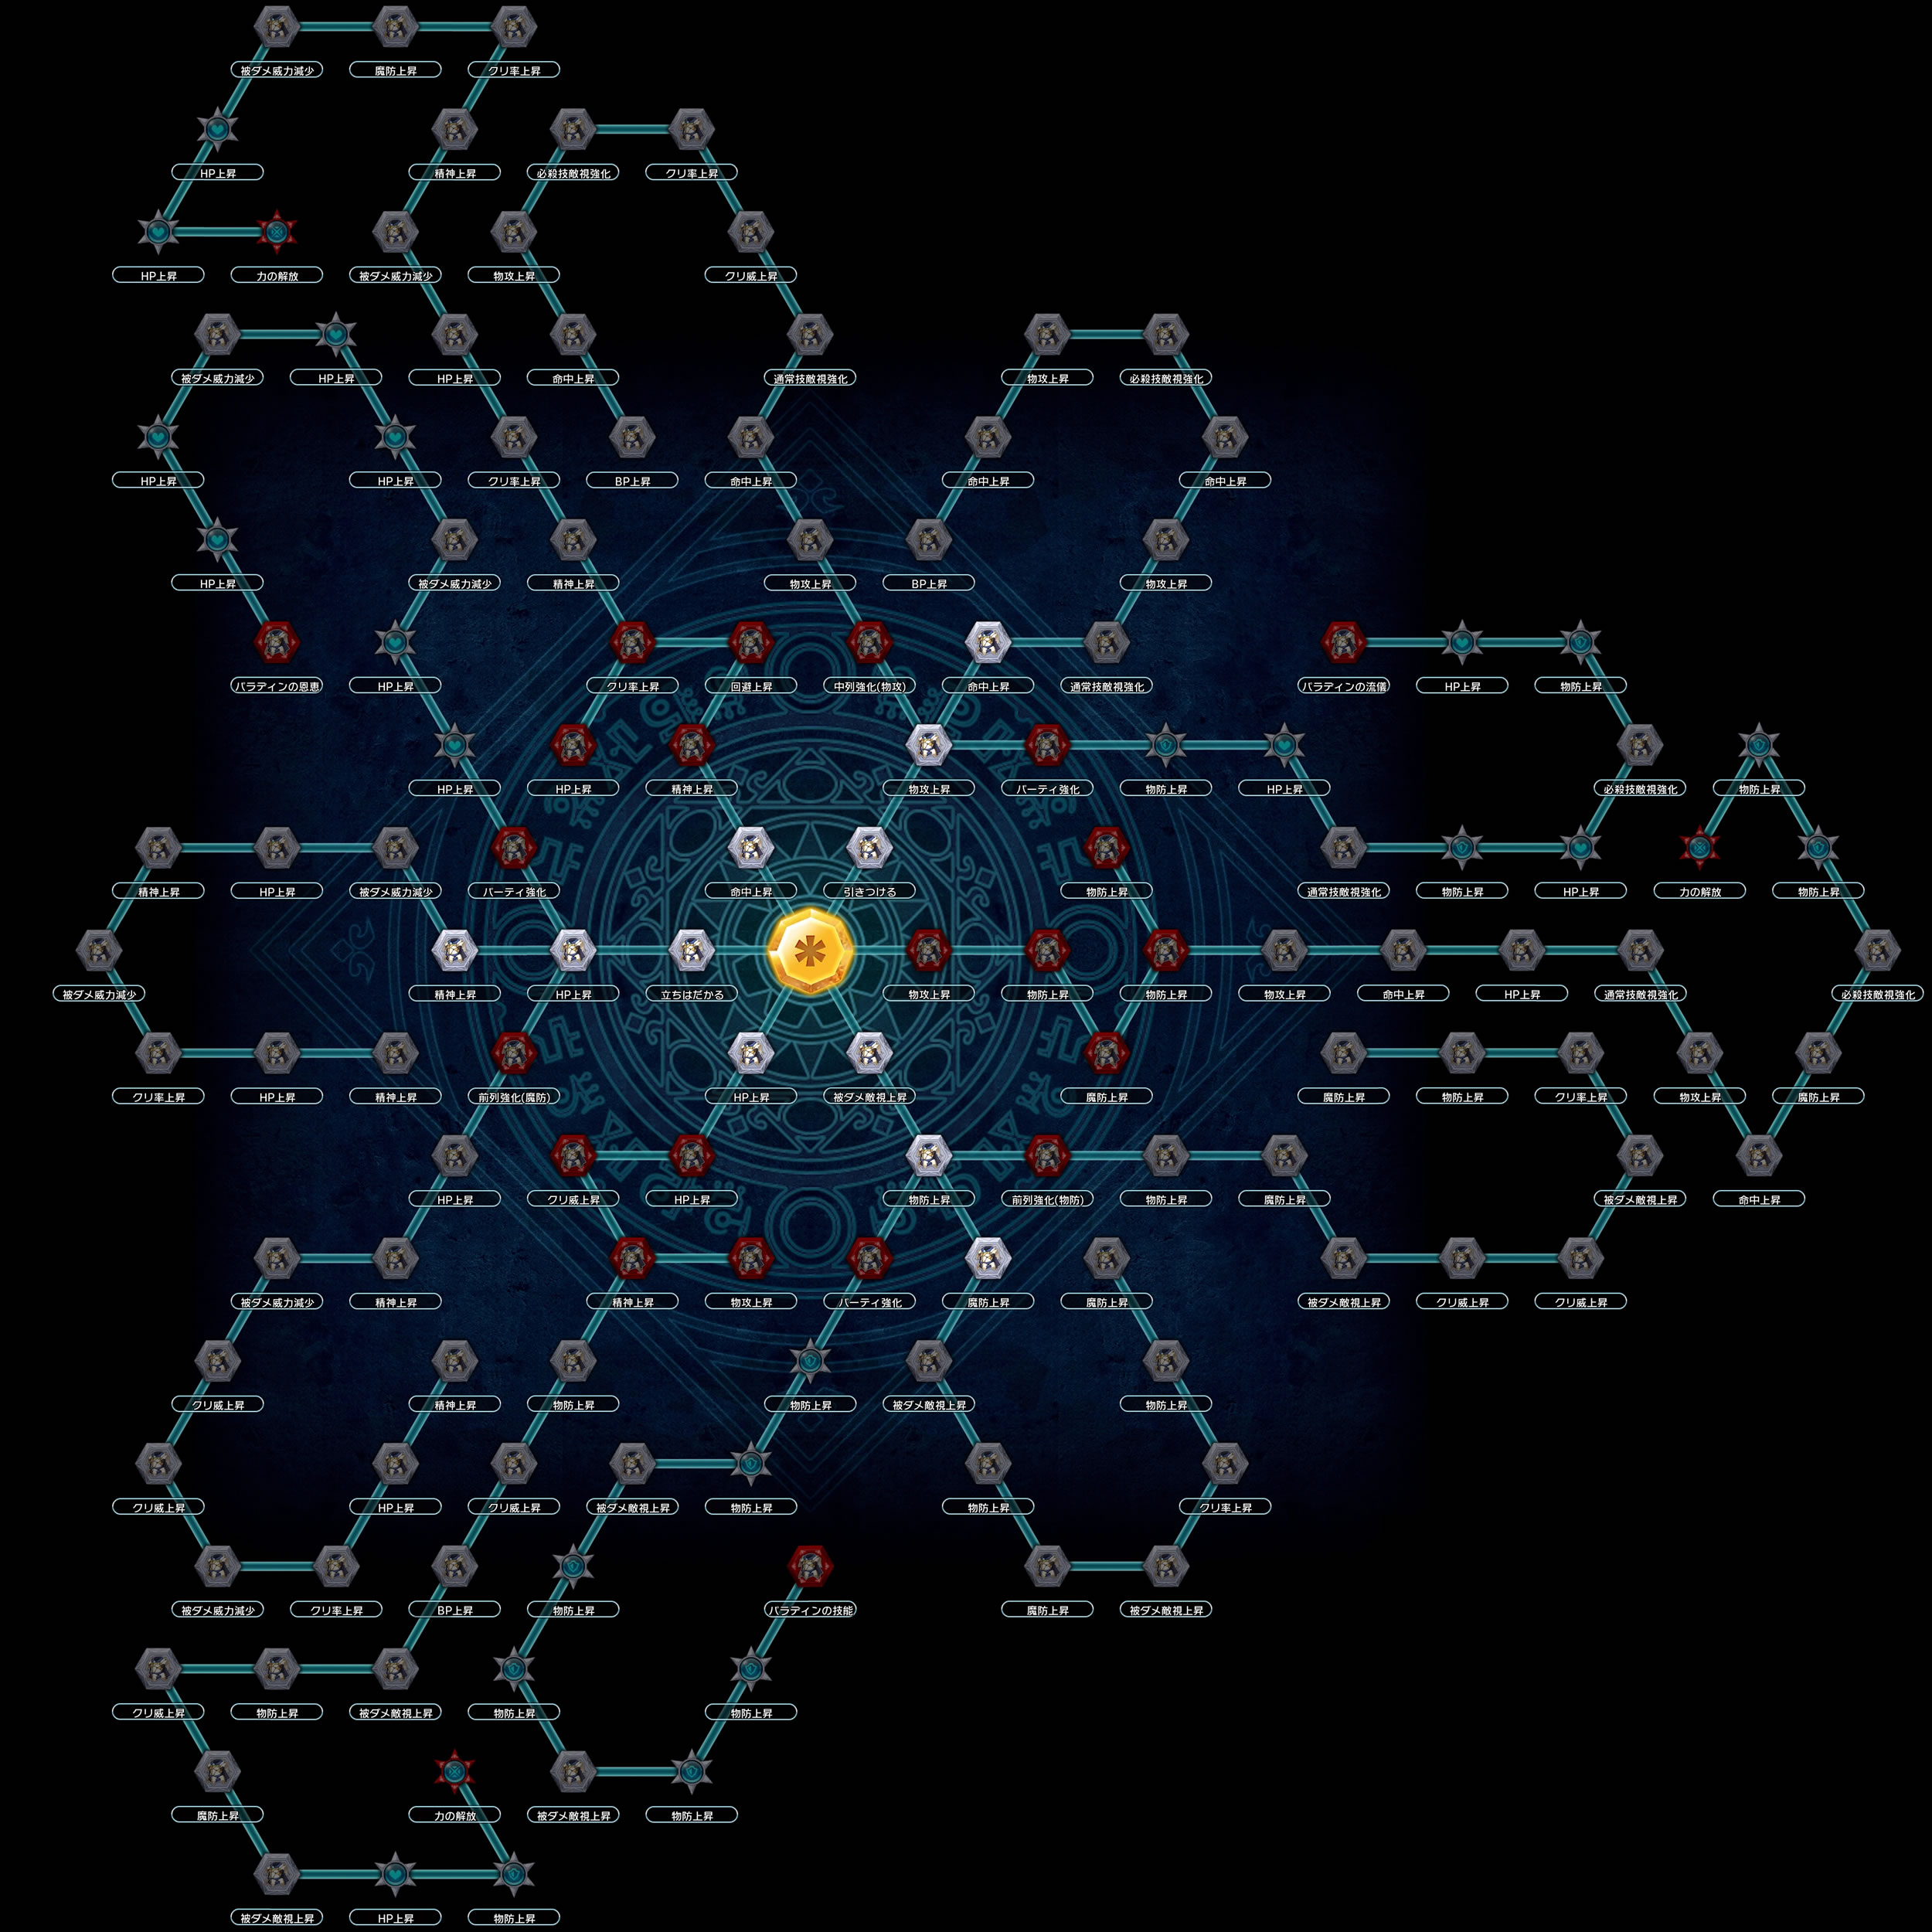 被ダメ威力減少
魔防上昇
クリ率上昇
HP上昇
精神上昇
必殺技敵視強化
クリ率上昇
HP上昇
力の解放
被ダメ威力減少
物攻上昇
クリ威上昇
被ダメ威力減少
HP上昇
HP上昇
命中上昇
通常技敵視強化
物攻上昇
必殺技敵視強化
HP上昇
HP上昇
クリ率上昇
BP上昇
命中上昇
命中上昇
命中上昇
HP上昇
被ダメ威力減少
精神上昇
物攻上昇
BP上昇
物攻上昇
パラディンの恩恵
HP上昇
クリ率上昇
回避上昇
中列強化(物攻)
命中上昇
通常技敵視強化
パラディンの流儀
HP上昇
物防上昇
HP上昇
HP上昇
精神上昇
物攻上昇
パーティ強化
物防上昇
HP上昇
必殺技敵視強化
物防上昇
精神上昇
HP上昇
被ダメ威力減少
パーティ強化
命中上昇
引きつける
物防上昇
通常技敵視強化
物防上昇
HP上昇
力の解放
物防上昇
被ダメ威力減少
精神上昇
HP上昇
立ちはだかる
物攻上昇
物防上昇
物防上昇
物攻上昇
命中上昇
HP上昇
通常技敵視強化
必殺技敵視強化
クリ率上昇
HP上昇
精神上昇
前列強化(魔防)
HP上昇
被ダメ敵視上昇
魔防上昇
魔防上昇
物防上昇
クリ率上昇
物攻上昇
魔防上昇
HP上昇
クリ威上昇
HP上昇
物防上昇
前列強化(物防)
物防上昇
魔防上昇
被ダメ敵視上昇
命中上昇
被ダメ威力減少
精神上昇
精神上昇
物攻上昇
パーティ強化
魔防上昇
魔防上昇
被ダメ敵視上昇
クリ威上昇
クリ威上昇
クリ威上昇
精神上昇
物防上昇
物防上昇
被ダメ敵視上昇
物防上昇
クリ威上昇
HP上昇
クリ威上昇
被ダメ敵視上昇
物防上昇
物防上昇
クリ率上昇
被ダメ威力減少
クリ率上昇
BP上昇
物防上昇
パラディンの技能
魔防上昇
被ダメ敵視上昇
クリ威上昇
物防上昇
被ダメ敵視上昇
物防上昇
物防上昇
魔防上昇
力の解放
被ダメ敵視上昇
物防上昇
被ダメ敵視上昇
HP上昇
物防上昇